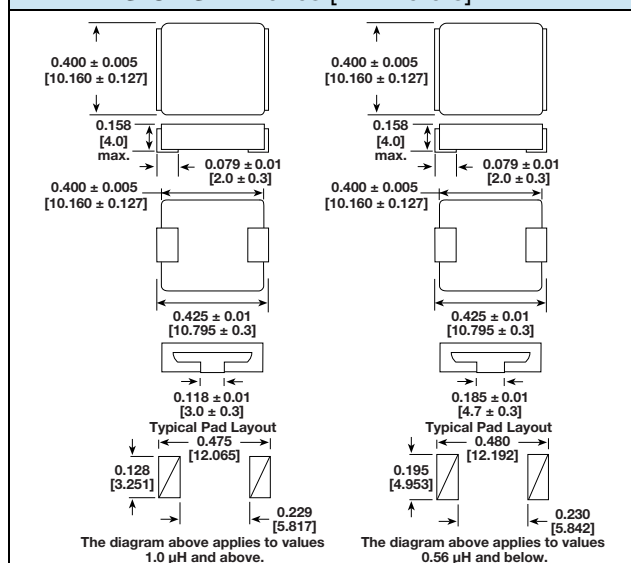 0.400 ± 0.005
[10.160 ± 0.127]
0.158
[4.0]
max.
0.079 ± 0.01
[2.0 ± 0.3]
0.400 ± 0.005
[10.160 ± 0.127]
0.425 ± 0.01
[10.795 ± 0.3]
0.118 ± 0.01
[3.0 ± 0.3]
Typical Pad Layout
0.475
[12.065]
0.128
[3.251]
0.229
[5.817]
The diagram above applies to values
1.0 µH and above.
0.400 ± 0.005
[10.160 ± 0.127]
0.158
[4.0]
max.
0.079 ± 0.01
[2.0 ± 0.3]
0.400 ± 0.005
[10.160 ± 0.127]
0.425 ± 0.01
[10.795 ± 0.3]
0.185 ± 0.01
[4.7 ± 0.3]
Typical Pad Layout
0.480
[12.192]
0.195
[4.953]
0.230
[5.842]
The diagram above applies to values
0.56 µH and below.